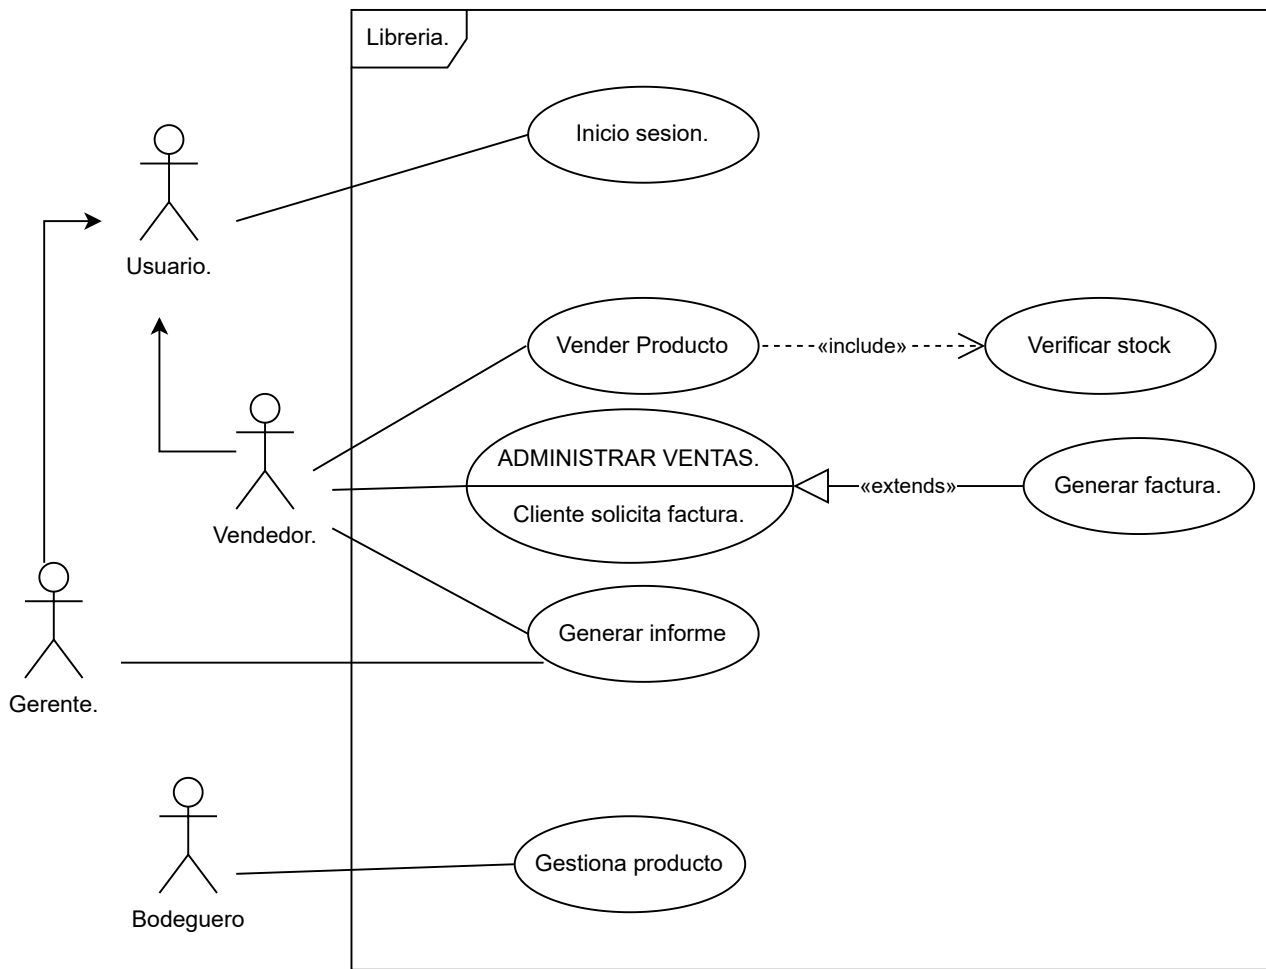 Libreria.
Inicio sesion.
Usuario.
Vender Producto
«include»
Verificar stock
ADMINISTRAR VENTAS.
Cliente solicita factura.
«extends»
Generar factura.
Vendedor.
Generar informe
Gerente.
Gestiona producto
Bodeguero